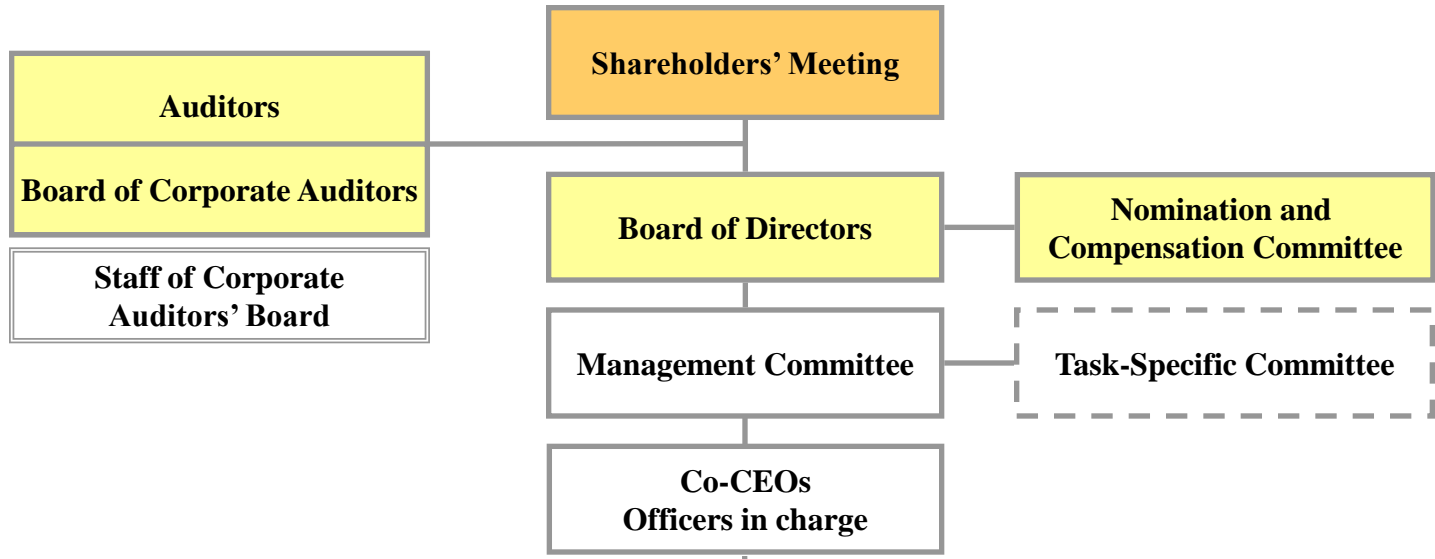 Shareholders’ Meeting
Auditors
Board of Corporate Auditors
Staff of Corporate
Auditors’ Board
Board of Directors
Nomination and
Compensation Committee
Management Committee
Task-Specific Committee
Co-CEOs
Officers in charge